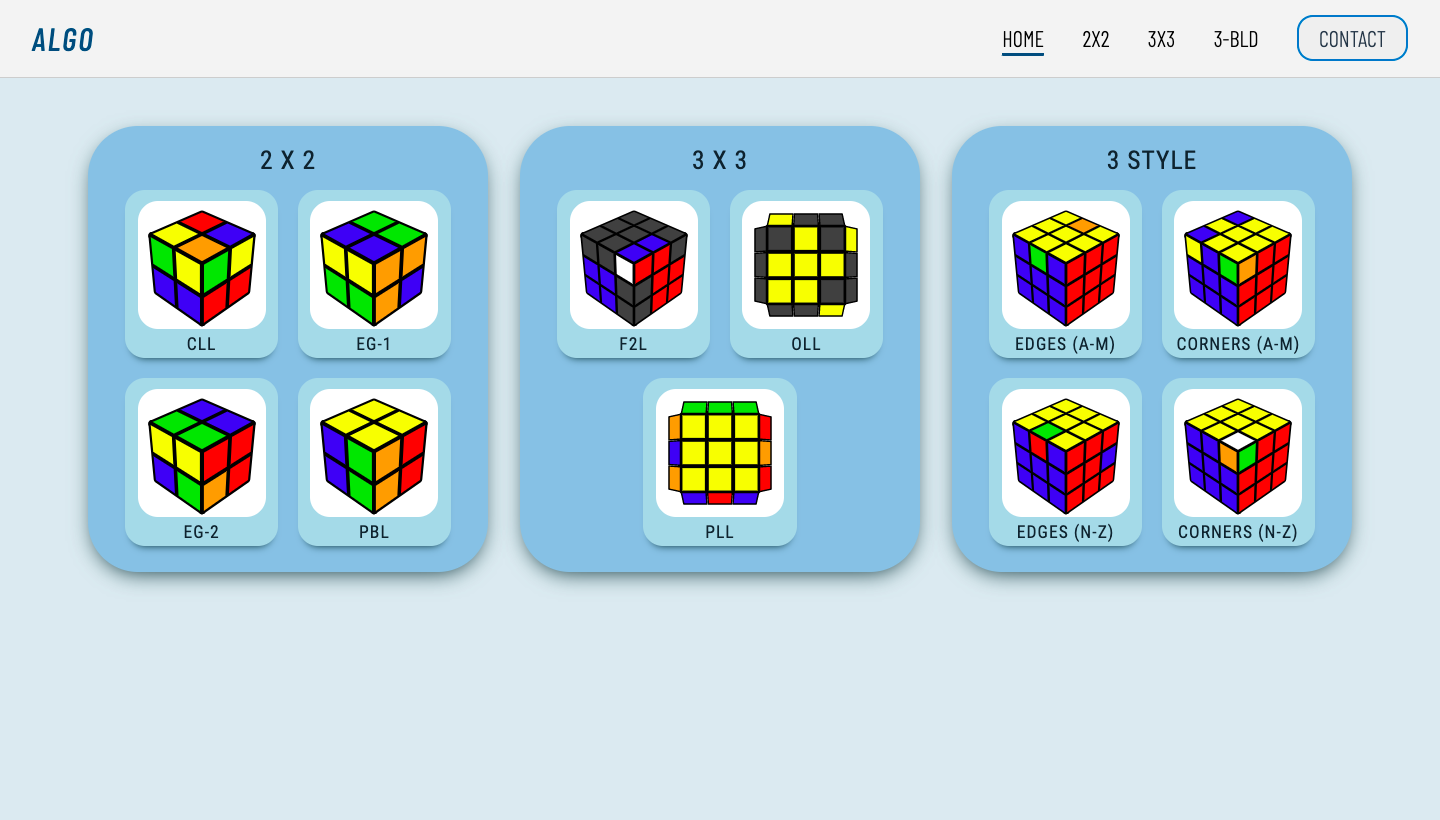 ALGO
HOME 2X2 3X3 3-BLD CONTACT
2 X 2
CLL EG-1
EG-2 PBL
3 X 3
F2L OLL
PLL
3 STYLE
EDGES (A-M) CORNERS (A-M)
EDGES (N-Z) CORNERS (N-Z)